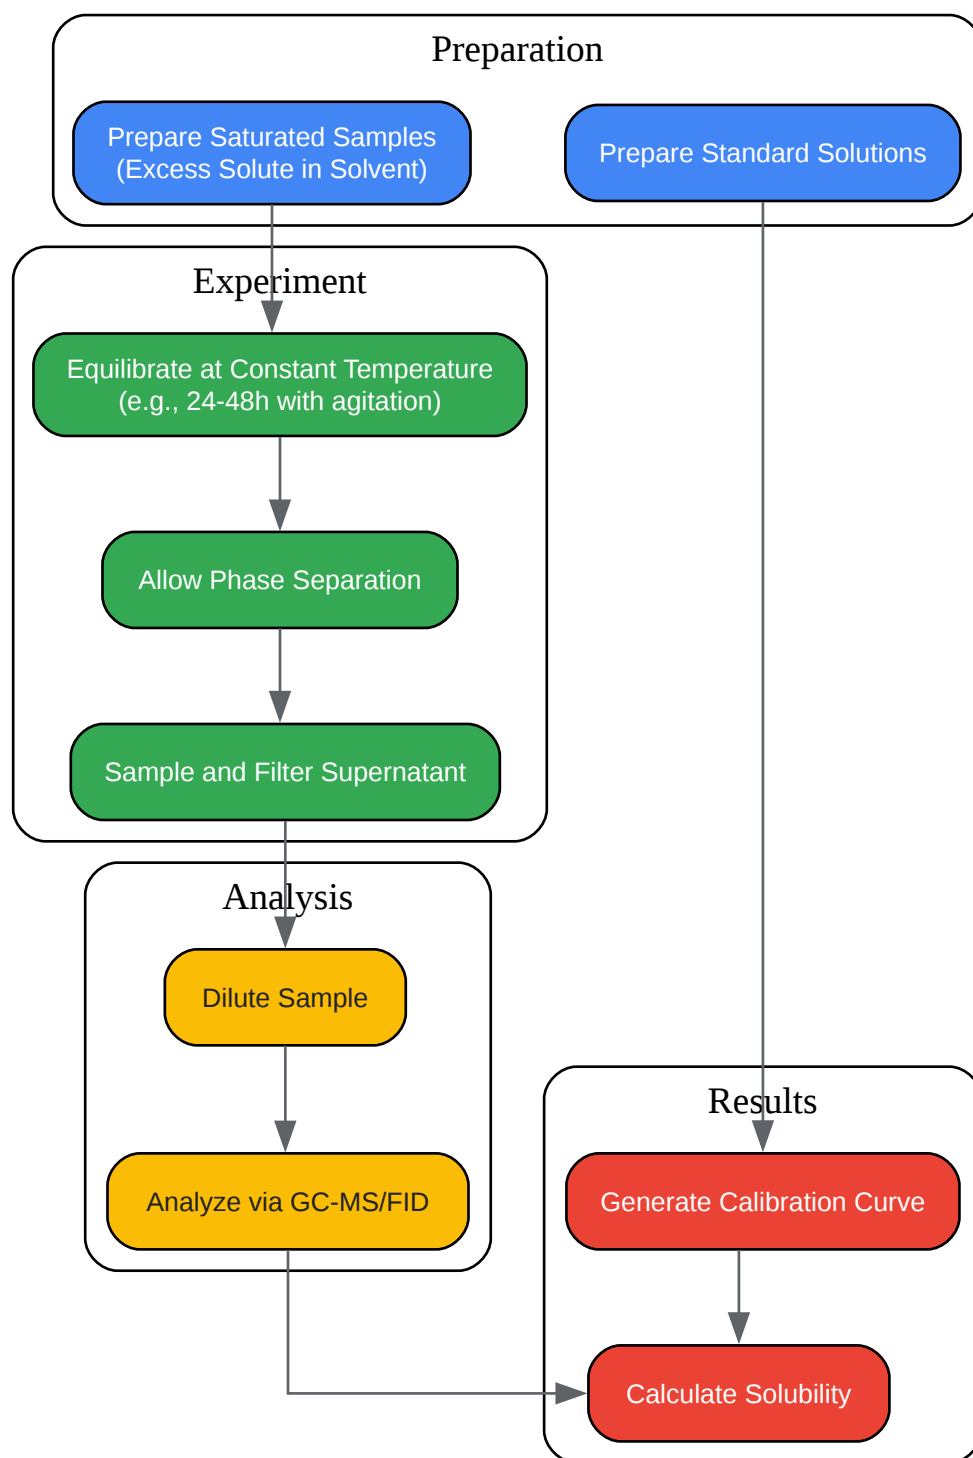 Preparation
Prepare Saturated Samples
(Excess Solute in Solvent)
Prepare Standard Solutions
Experiment
Equilibrate at Constant Temperature
(e.g., 24-48h with agitation)
Allow Phase Separation
Sample and Filter Supernatant
Analysis
Dilute Sample
Analyze via GC-MS/FID
Results
Generate Calibration Curve
Calculate Solubility